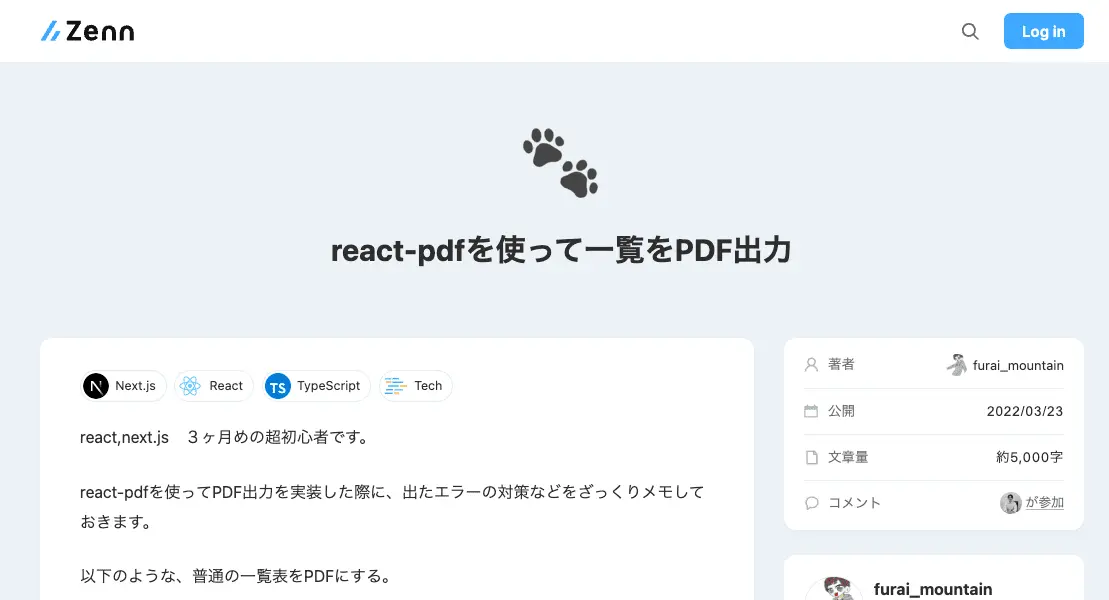 Zenn
Log in
react-pdfを使って一覧をPDF出力
Next.js React TypeScript Tech
react,next.js　３ヶ月めの超初心者です。
react-pdfを使ってPDF出力を実装した際に、出たエラーの対策などをざっくりメモして
おきます。
以下のような、普通の一覧表をPDFにする。
著者 furai_mountain
公開 2022/03/23
文章量 約5,000字
コメント が参加
furai_mountain